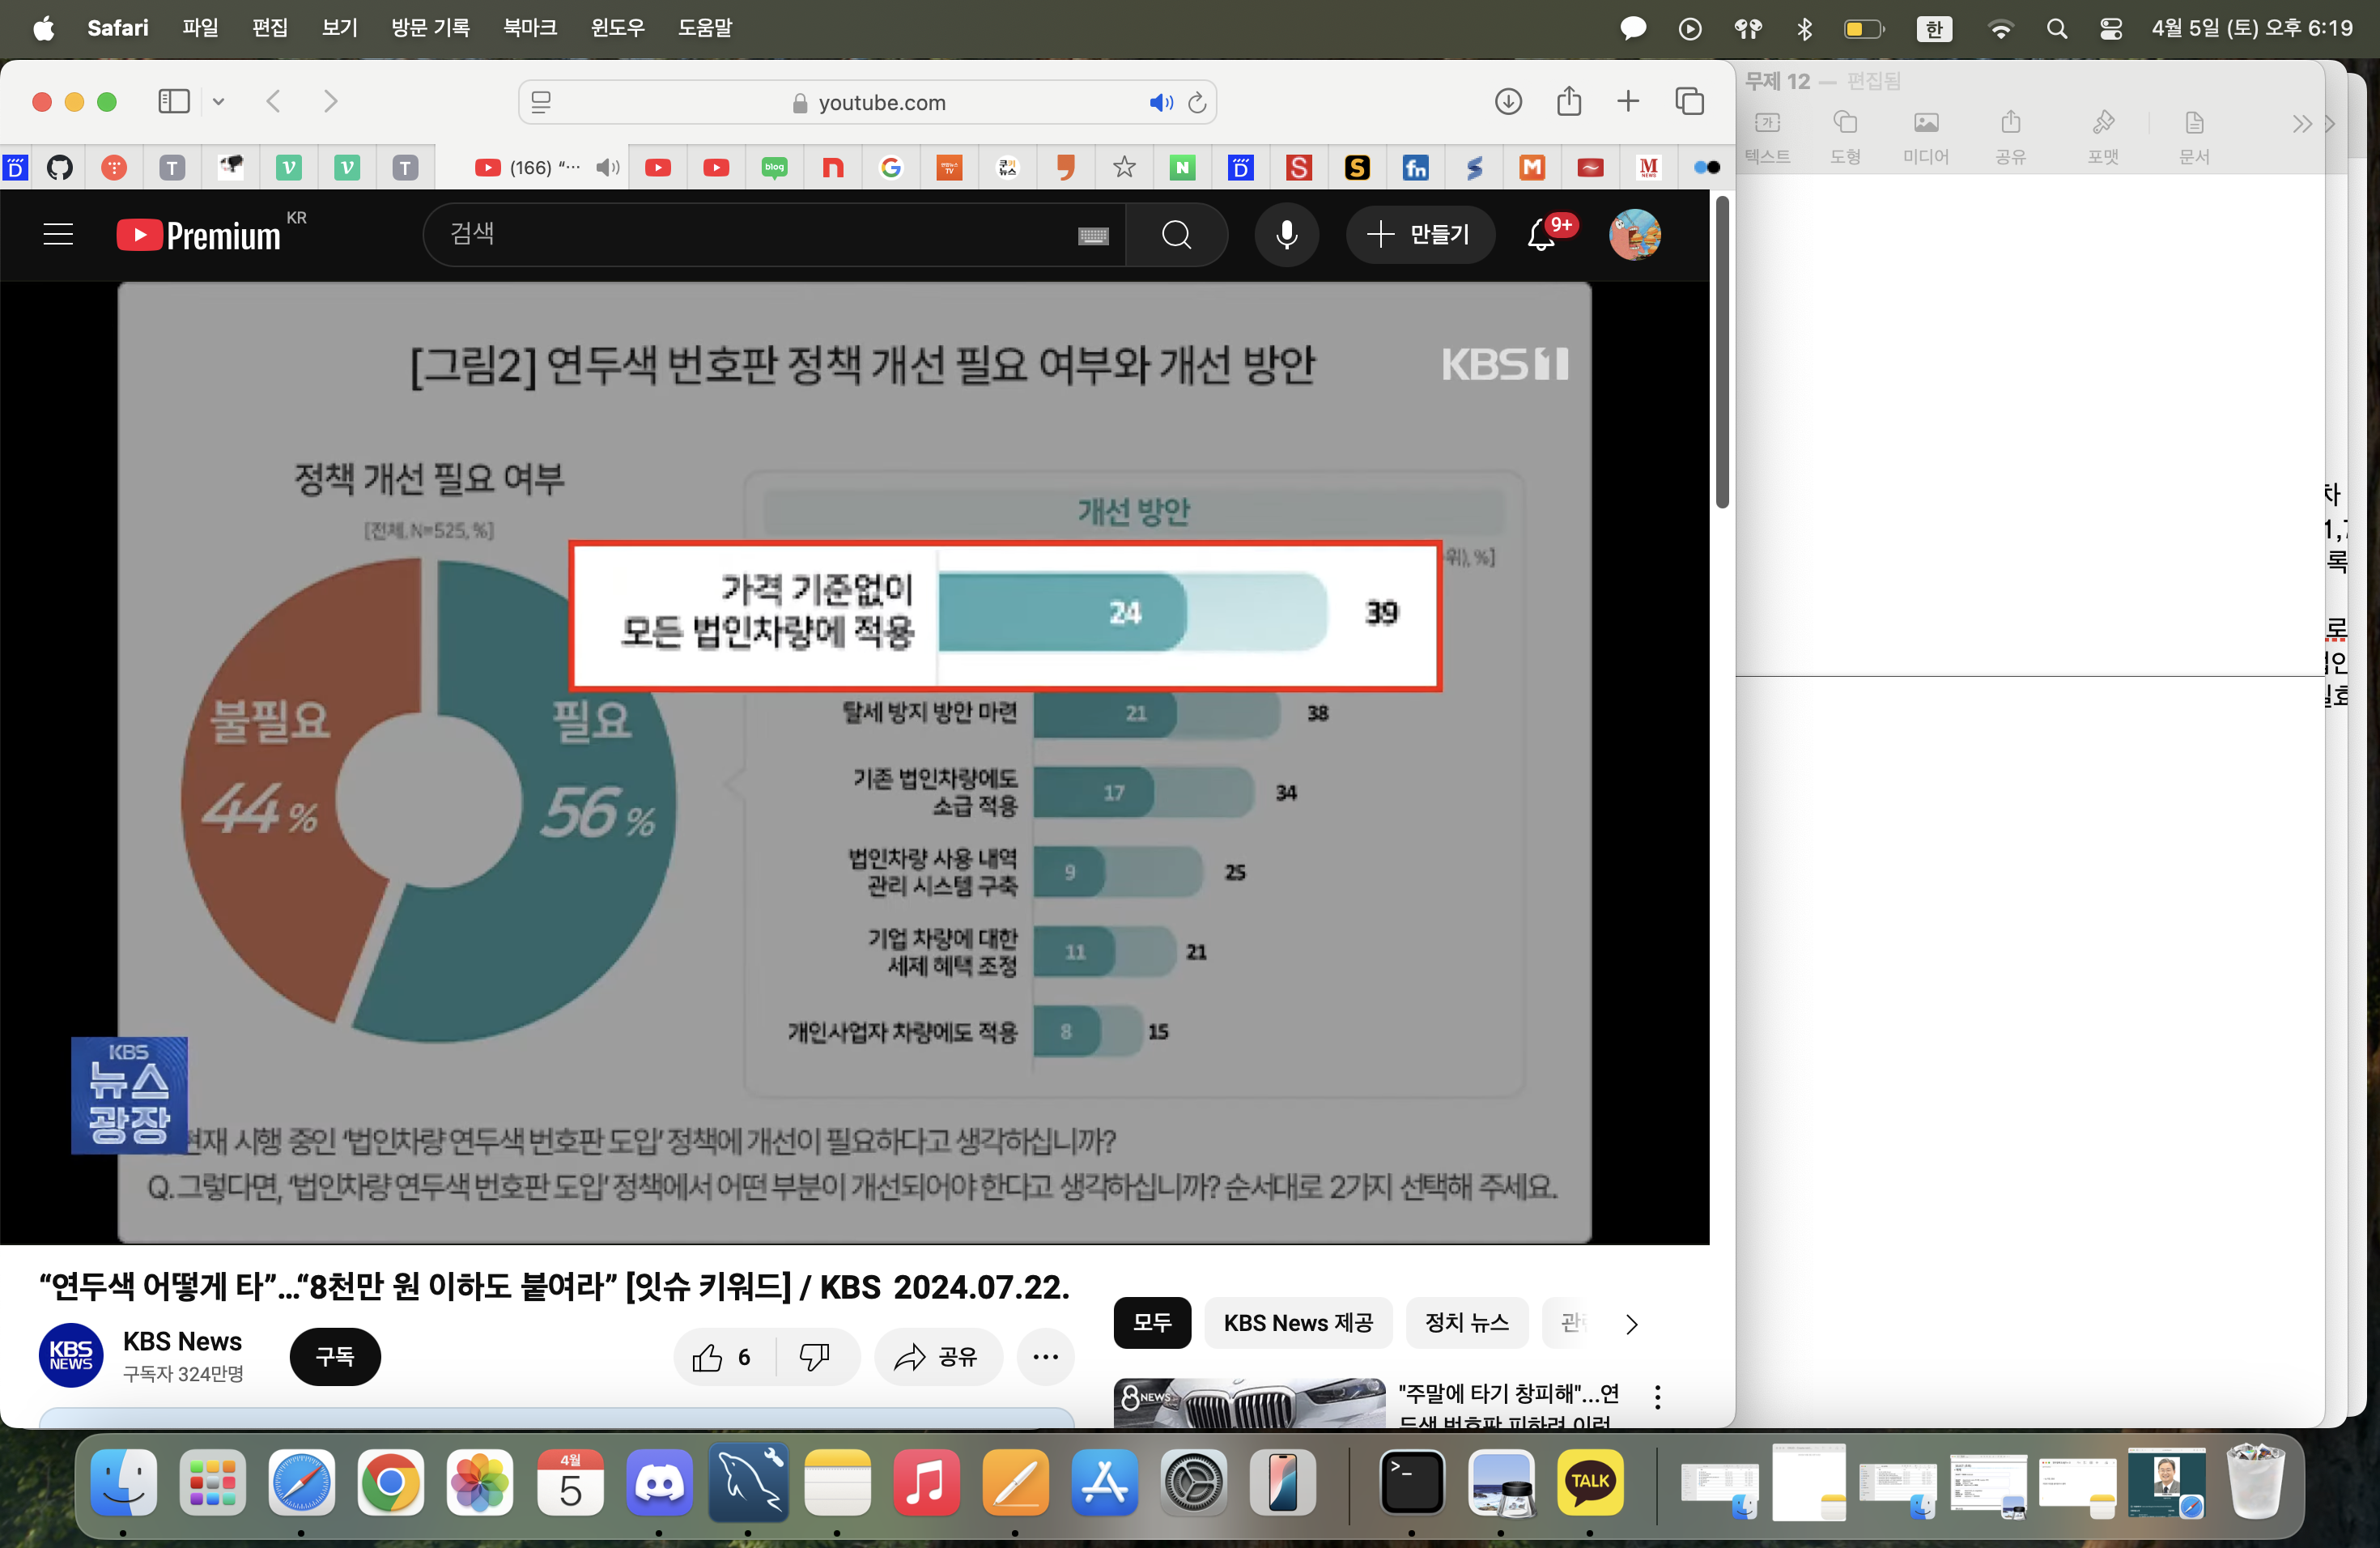 Safari 파일 편집 보기 방문 기록 북마크 윈도우 도움말
한 4월 5일 (토) 오후 6:19
무제 12 — 편집됨
youtube.com
텍스트 도형 미디어 공유 포맷 문서
(166) “…
Premium KR
검색
만들기
9+
[그림2] 연두색 번호판 정책 개선 필요 여부와 개선 방안
KBS 1
정책 개선 필요 여부
[전체, N=525, %]
불필요
44 %
필요
56 %
개선 방안
위), %]
가격 기준없이
모든 법인차량에 적용
24 39
탈세 방지 방안 마련 21 38
기존 법인차량에도
소급 적용
17 34
법인차량 사용 내역
관리 시스템 구축
9 25
기업 차량에 대한
세제 혜택 조정
11 21
개인사업자 차량에도 적용 8 15
KBS
뉴스
광장
현재 시행 중인 ‘법인차량 연두색 번호판 도입’ 정책에 개선이 필요하다고 생각하십니까?
Q. 그렇다면, ‘법인차량 연두색 번호판 도입’ 정책에서 어떤 부분이 개선되어야 한다고 생각하십니까? 순서대로 2가지 선택해 주세요.
“연두색 어떻게 타”…“8천만 원 이하도 붙여라” [잇슈 키워드] / KBS 2024.07.22.
KBS NEWS
KBS News
구독자 324만명
구독
6
공유
모두
KBS News 제공
정치 뉴스
8 NEWS
"주말에 타기 창피해"...연
두색 번호판 피하려 이런
4월
5
TALK